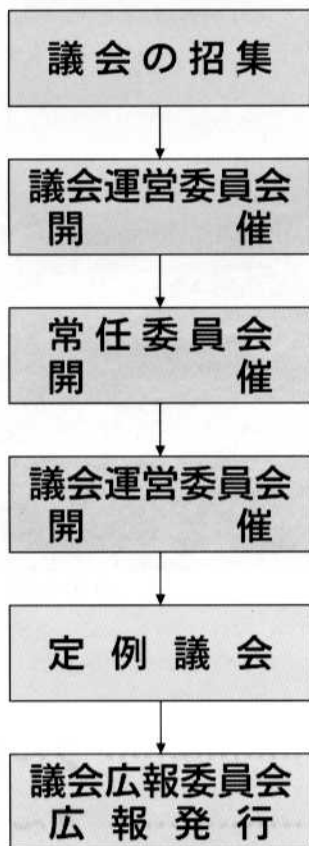 議会の招集
議会運営委員会
開催
常任委員会
開催
議会運営委員会
開催
定例議会
議会広報委員会
広報発行